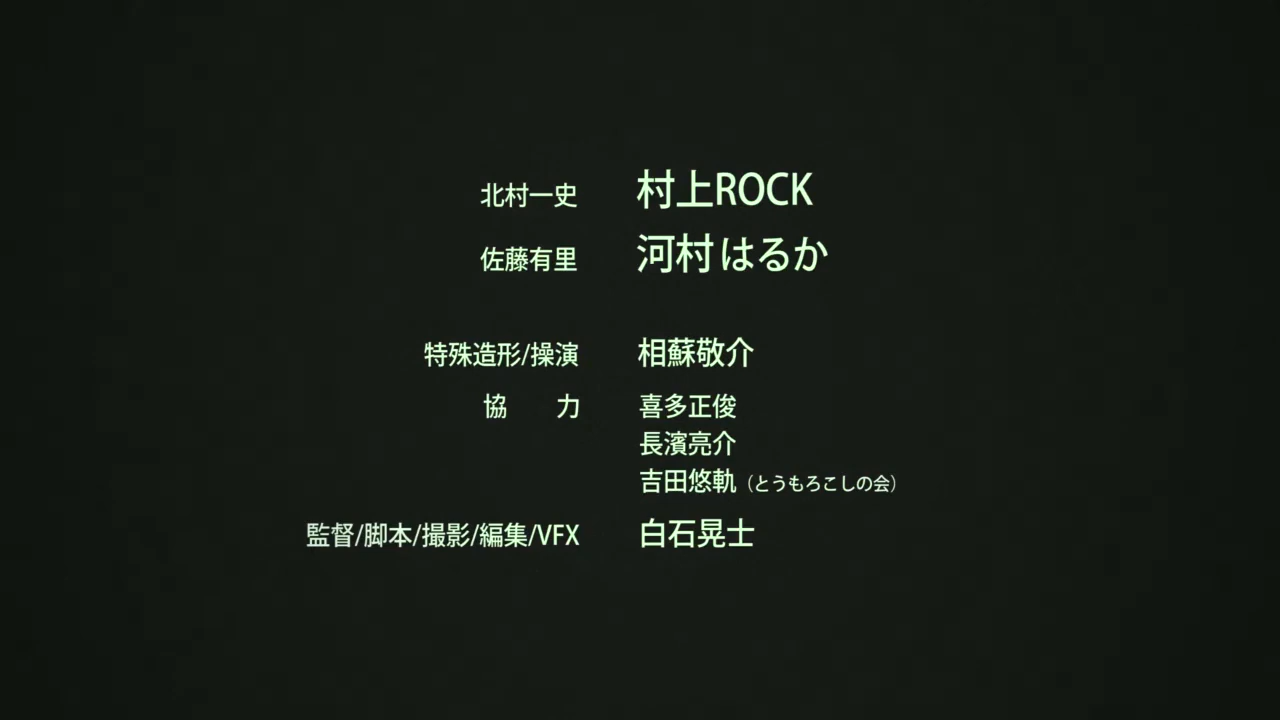 北村一史 村上ROCK
佐藤有里 河村はるか
特殊造形/操演 相蘇敬介
協　　力 喜多正俊
長濱亮介
吉田悠軌（とうもろこしの会）
監督/脚本/撮影/編集/VFX 白石晃士